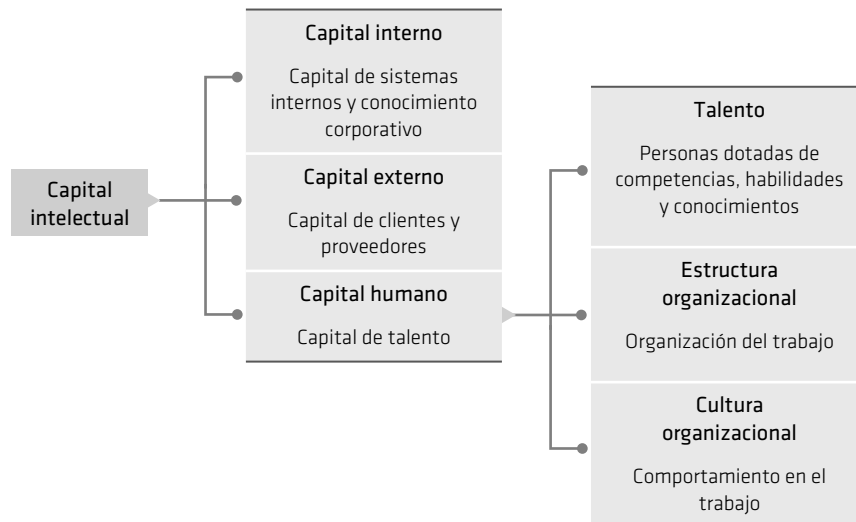 Capital
intelectual
Capital interno
Capital de sistemas
internos y conocimiento
corporativo
Capital externo
Capital de clientes y
proveedores
Capital humano
Capital de talento
Talento
Personas dotadas de
competencias, habilidades
y conocimientos
Estructura
organizacional
Organización del trabajo
Cultura
organizacional
Comportamiento en el
trabajo